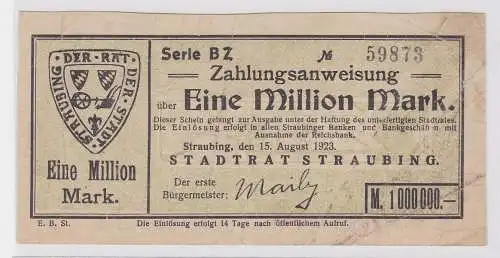 DER · RAT · DER · STADT · STRAUBING
Eine Million
Mark.
Serie BZ № 59873
Zahlungsanweisung
über Eine Million Mark.
Dieser Schein gelangt zur Ausgabe unter der Haftung des unterfertigten Stadtrates.
Die Einlösung erfolgt in allen Straubinger Banken und Bankgeschäften mit
Ausnahme der Reichsbank.
Straubing, den 15. August 1923.
STADTRAT STRAUBING.
Der erste
Bürgermeister:
M. 1000000.—
E. B. St.
Die Einlösung erfolgt 14 Tage nach öffentlichem Aufruf.